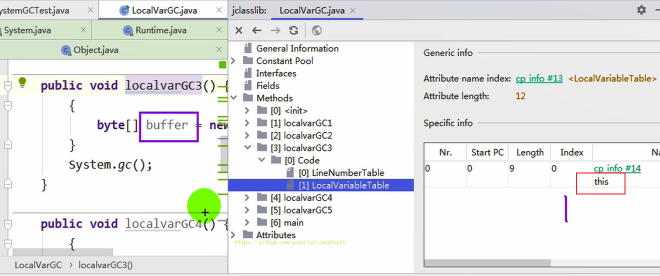 ystemGCTest.java
LocalVarGC.java
System.java
Runtime.java
Object.java
public void localvarGC3() {
{
byte[] buffer = new
}
System.gc();
}
public void localvarGC4() {
{
LocalVarGC
localvarGC3()
jclasslib:
LocalVarGC.java
General Information
Constant Pool
Interfaces
Fields
Methods
[0] <init>
[1] localvarGC1
[2] localvarGC2
[3] localvarGC3
[0] Code
[0] LineNumberTable
[1] LocalVariableTable
[4] localvarGC4
[5] localvarGC5
[6] main
Attributes
Generic info
Attribute name index: cp info #13 <LocalVariableTable>
Attribute length: 12
Specific info
Nr. Start PC Length Index Na
0 0 9 0 cp info #14
this